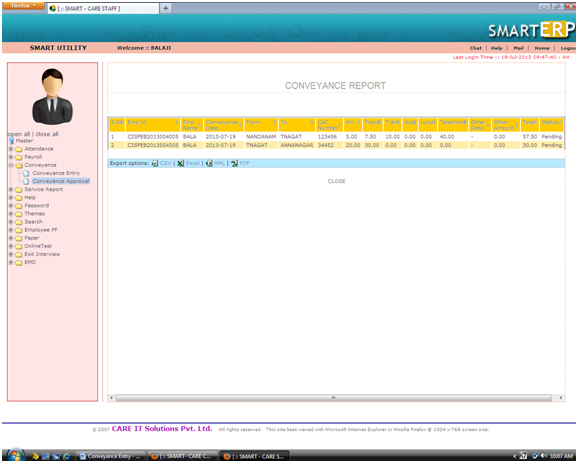 Firefox
[ :: SMART - CARE STAFF ]
+
SMARTERP
SMART UTILITY Welcome :: BALAJI Chat | Help | Mail | Home | Logou
Last Login Time :: 19-Jul-2013 09:47:43 : AM
CONVEYANCE REPORT
open all | close all
Master
Attendance
Payroll
Conveyance
Conveyance Entry
Conveyance Approval
Service Report
Help
Password
Themes
Search
Employee PF
Paper
OnlineTest
Exit Interview
EMD
S.No Emp Id Emp Name Conveyance Date From To Call Number Km Travel Train Auto Lunch Telephone Other Desc Other Amount Total Status
1 CISFEB2013004005 BALA 2013-07-19 NANDANAM TNAGAT 123456 5.00 7.50 10.00 0.00 0.00 40.00 - 0.00 57.50 Pending
2 CISFEB2013004005 BALA 2013-07-19 TNAGAT ANNANAGAR 34452 20.00 30.00 0.00 0.00 0.00 0.00 - 0.00 30.00 Pending
Export options: CSV | Excel | XML | PDF
CLOSE
© 2007 CARE IT Solutions Pvt. Ltd. All rights reserved. This site best viewed with Microsoft Internet Explorer or Mozilla Firefox @ 1024 x 768 screen size.
Conveyance Entry - ... [ :: SMART- CARE C... [ :: SMART - CARE S... 10:07 AM